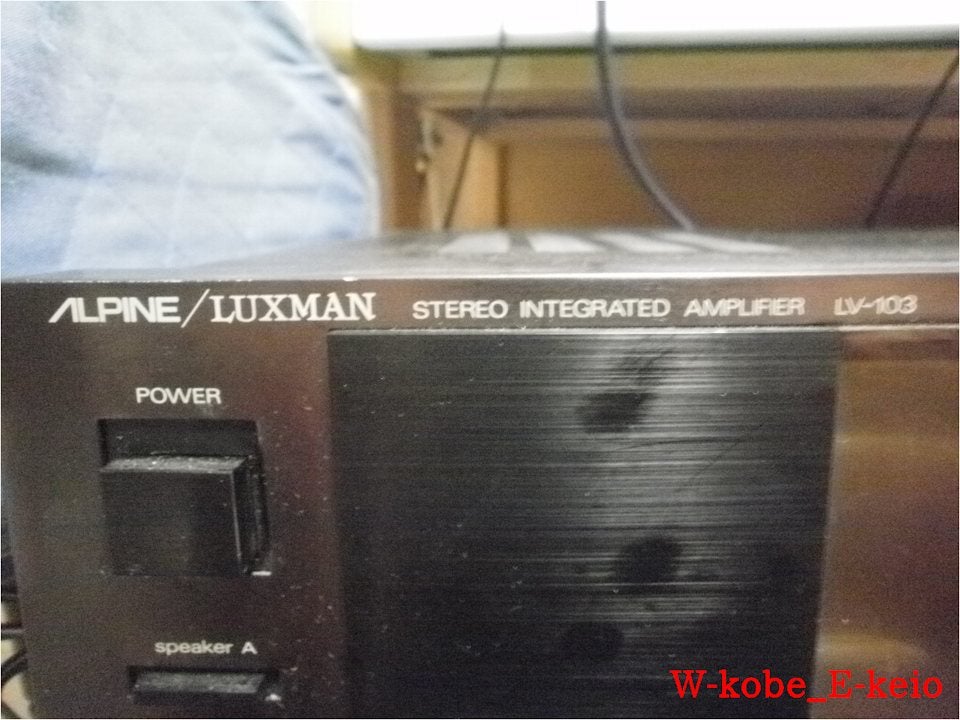 ALPINE/LUXMAN STEREO INTEGRATED AMPLIFIER LV-103
POWER
speaker A
W-kobe_E-keio